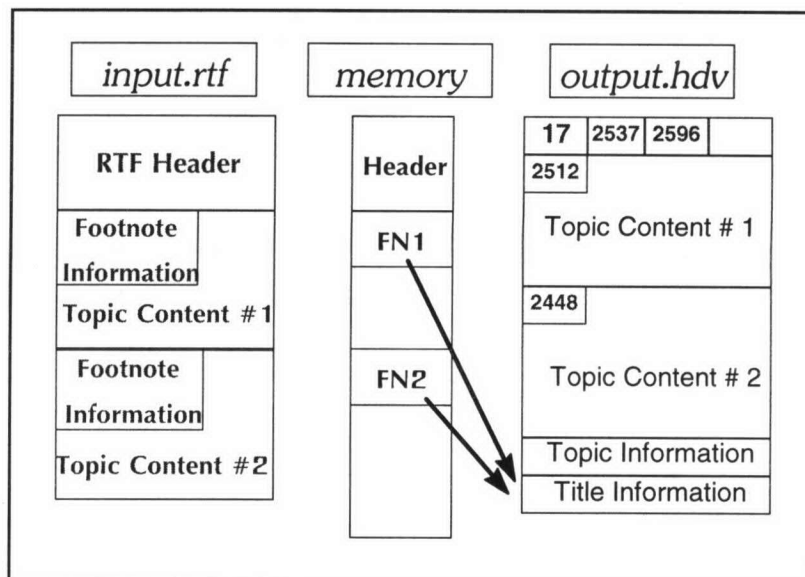 input.rtf
RTF Header
Footnote
Information
Topic Content #1
Footnote
Information
Topic Content #2
memory
Header
FN1
FN2
output.hdv
17 2537 2596
2512
Topic Content # 1
2448
Topic Content # 2
Topic Information
Title Information